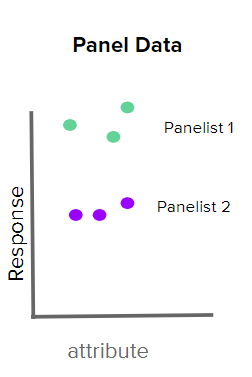 Panel Data
Panelist 1
Panelist 2
Response
attribute